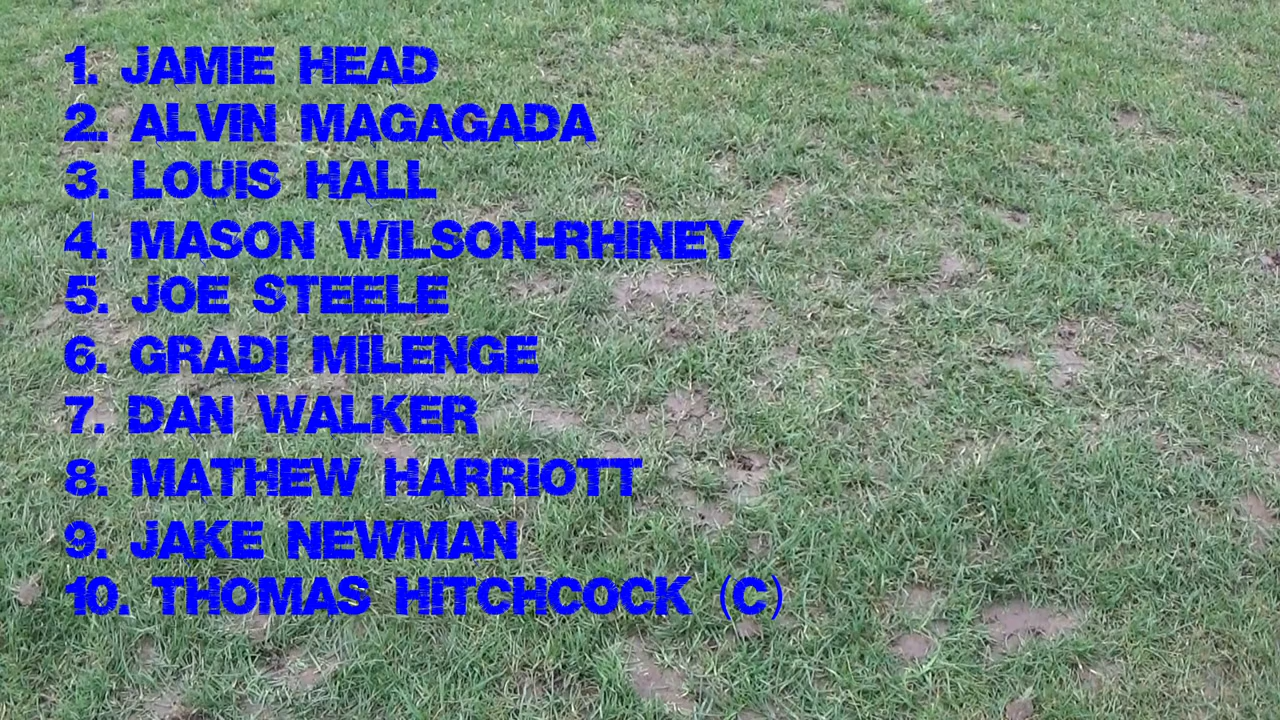 1. JAMIE HEAD
2. ALVIN MAGAGADA
3. LOUIS HALL
4. MASON WILSON-RHINEY
5. JOE STEELE
6. GRADI MILENGE
7. DAN WALKER
8. MATHEW HARRIOTT
9. JAKE NEWMAN
10. THOMAS HITCHCOCK (C)